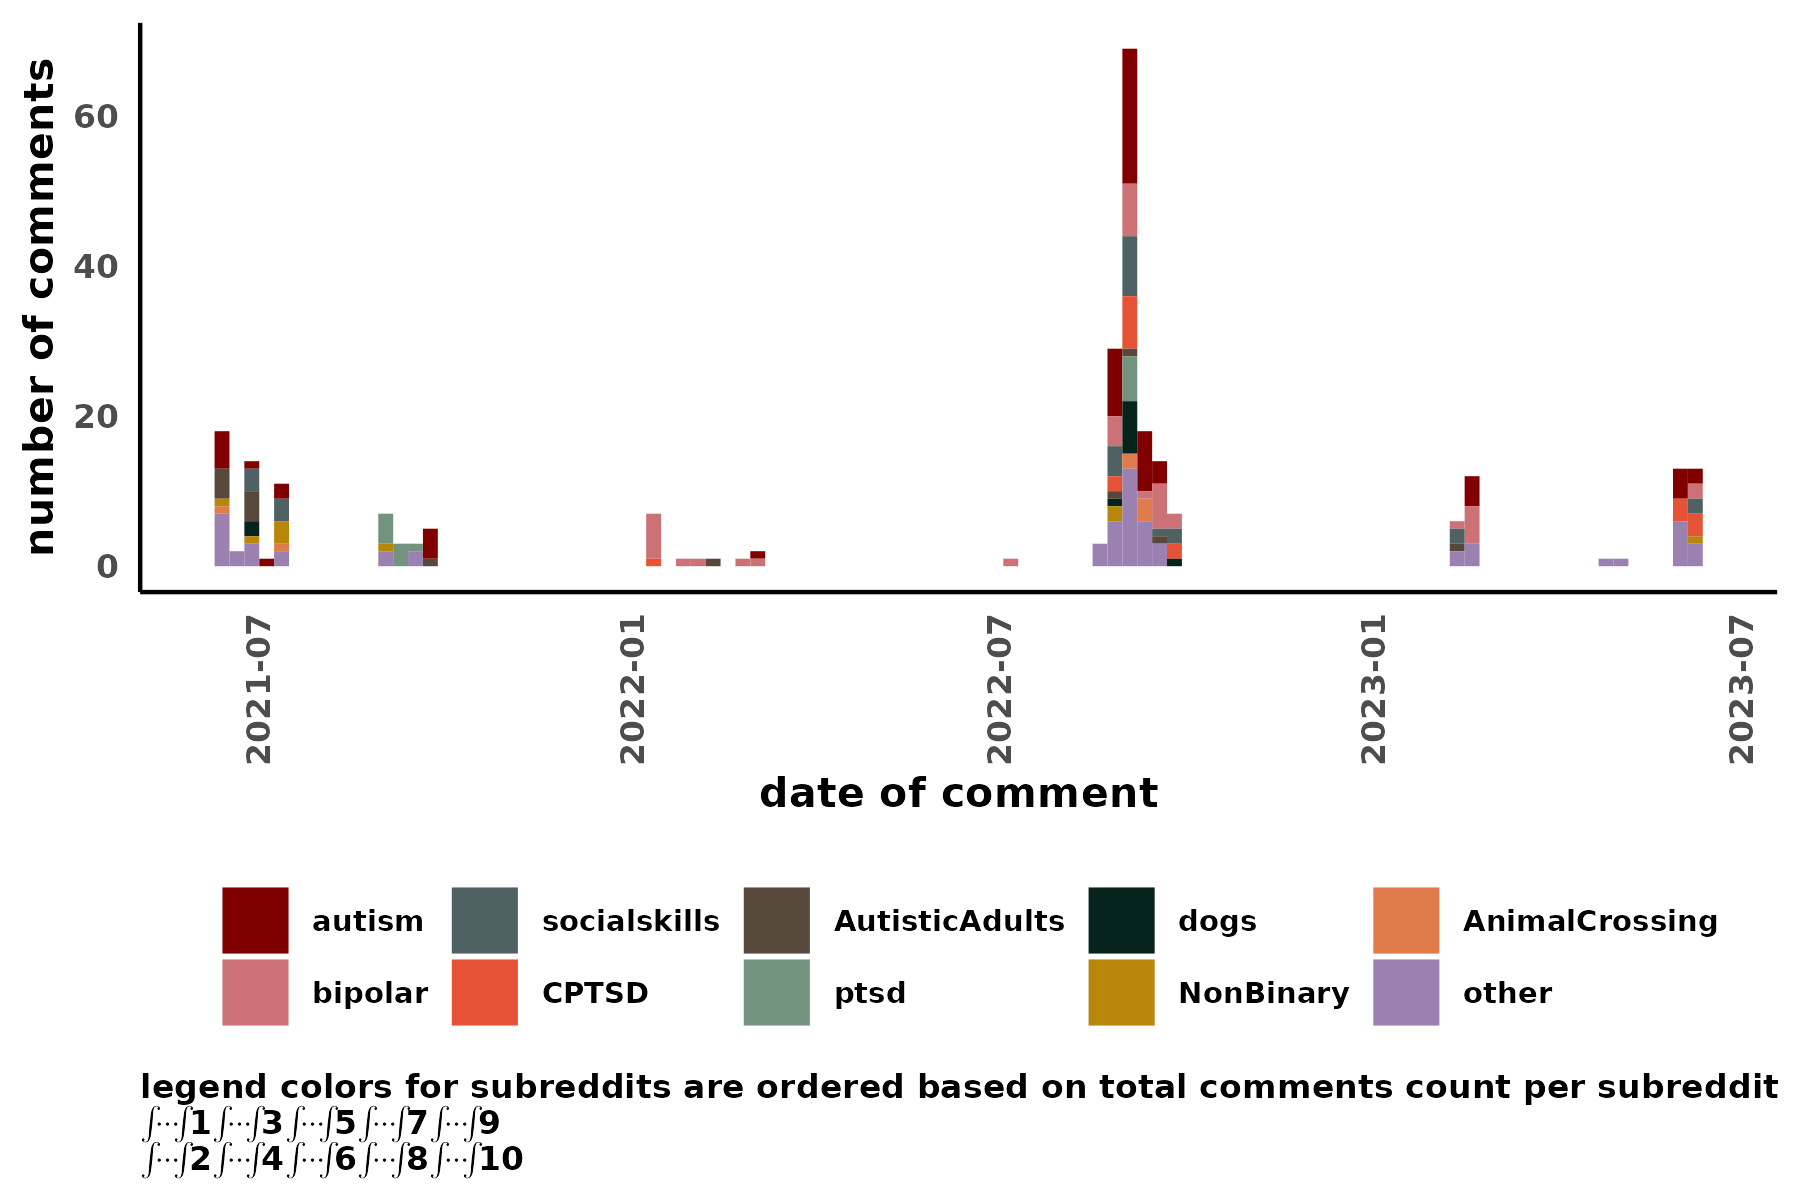 number of comments
60
40
20
0
2021-07
2022-01
2022-07
2023-01
2023-07
date of comment
autism socialskills AutisticAdults dogs AnimalCrossing
bipolar CPTSD ptsd NonBinary other
legend colors for subreddits are ordered based on total comments count per subreddit
∫⋯∫1∫⋯∫3∫⋯∫5∫⋯∫7∫⋯∫9
∫⋯∫2∫⋯∫4∫⋯∫6∫⋯∫8∫⋯∫10